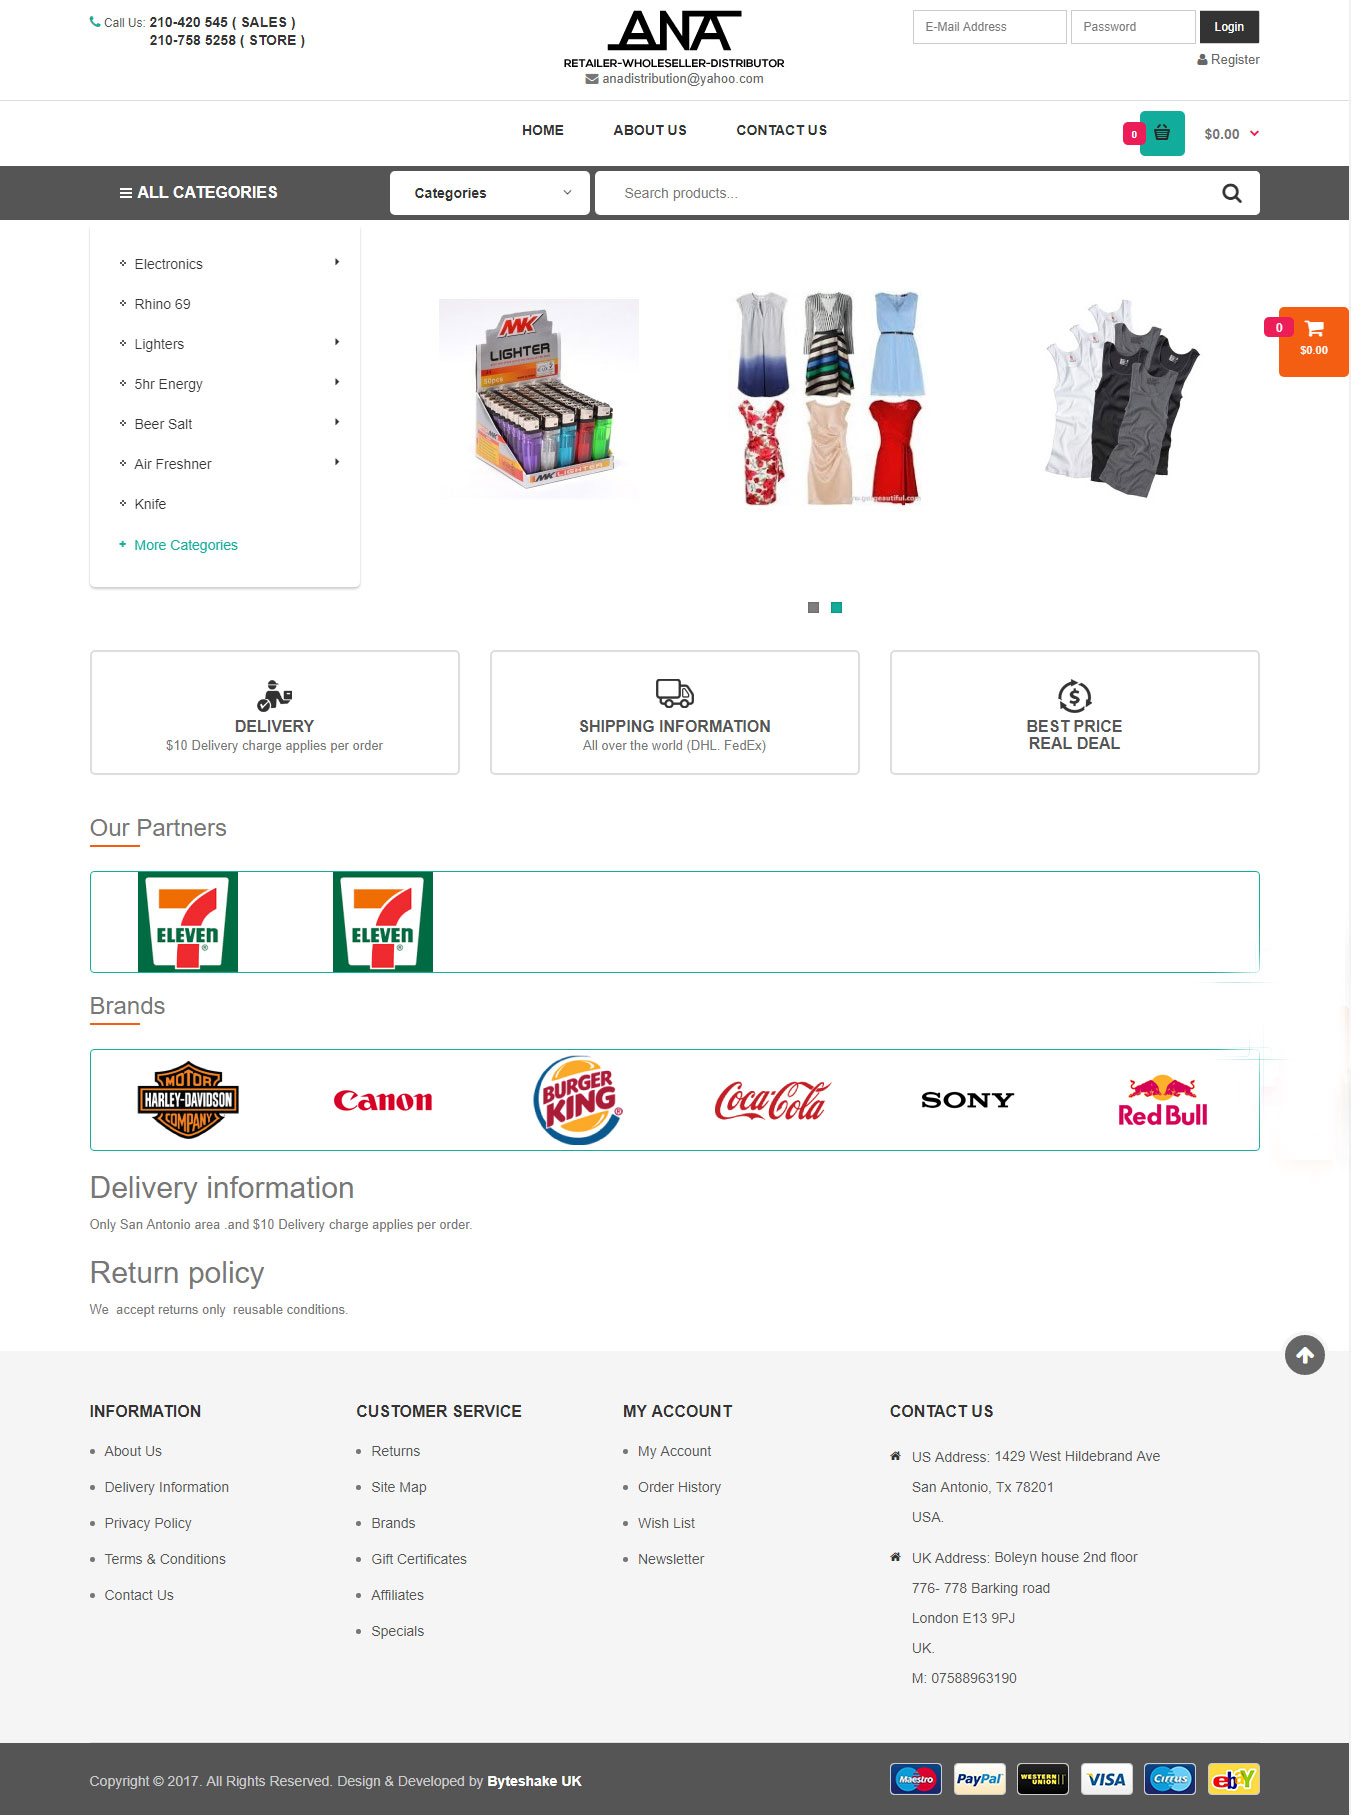 Call Us: 210-420 545 ( SALES )
210-758 5258 ( STORE )
ANA
RETAILER-WHOLESELLER-DISTRIBUTOR
anadistribution@yahoo.com
E-Mail Address
Password
Login
Register
HOME
ABOUT US
CONTACT US
0
$0.00
ALL CATEGORIES
Categories
Search products...
Electronics
Rhino 69
Lighters
5hr Energy
Beer Salt
Air Freshner
Knife
+ More Categories
MK
LIGHTER
50pcs
MK LIGHTER
0
$0.00
DELIVERY
$10 Delivery charge applies per order
SHIPPING INFORMATION
All over the world (DHL. FedEx)
BEST PRICE
REAL DEAL
Our Partners
7 ELEVEN ®
7 ELEVEN ®
Brands
MOTOR
HARLEY-DAVIDSON
COMPANY
Canon
BURGER
KING ®
Coca-Cola
SONY
Red Bull
Delivery information
Only San Antonio area .and $10 Delivery charge applies per order.
Return policy
We accept returns only reusable conditions.
INFORMATION
About Us
Delivery Information
Privacy Policy
Terms & Conditions
Contact Us
CUSTOMER SERVICE
Returns
Site Map
Brands
Gift Certificates
Affiliates
Specials
MY ACCOUNT
My Account
Order History
Wish List
Newsletter
CONTACT US
US Address: 1429 West Hildebrand Ave
San Antonio, Tx 78201
USA.
UK Address: Boleyn house 2nd floor
776- 778 Barking road
London E13 9PJ
UK.
M: 07588963190
Copyright © 2017. All Rights Reserved. Design & Developed by Byteshake UK
Maestro
PayPal
WESTERN UNION
VISA
Cirrus
ebY